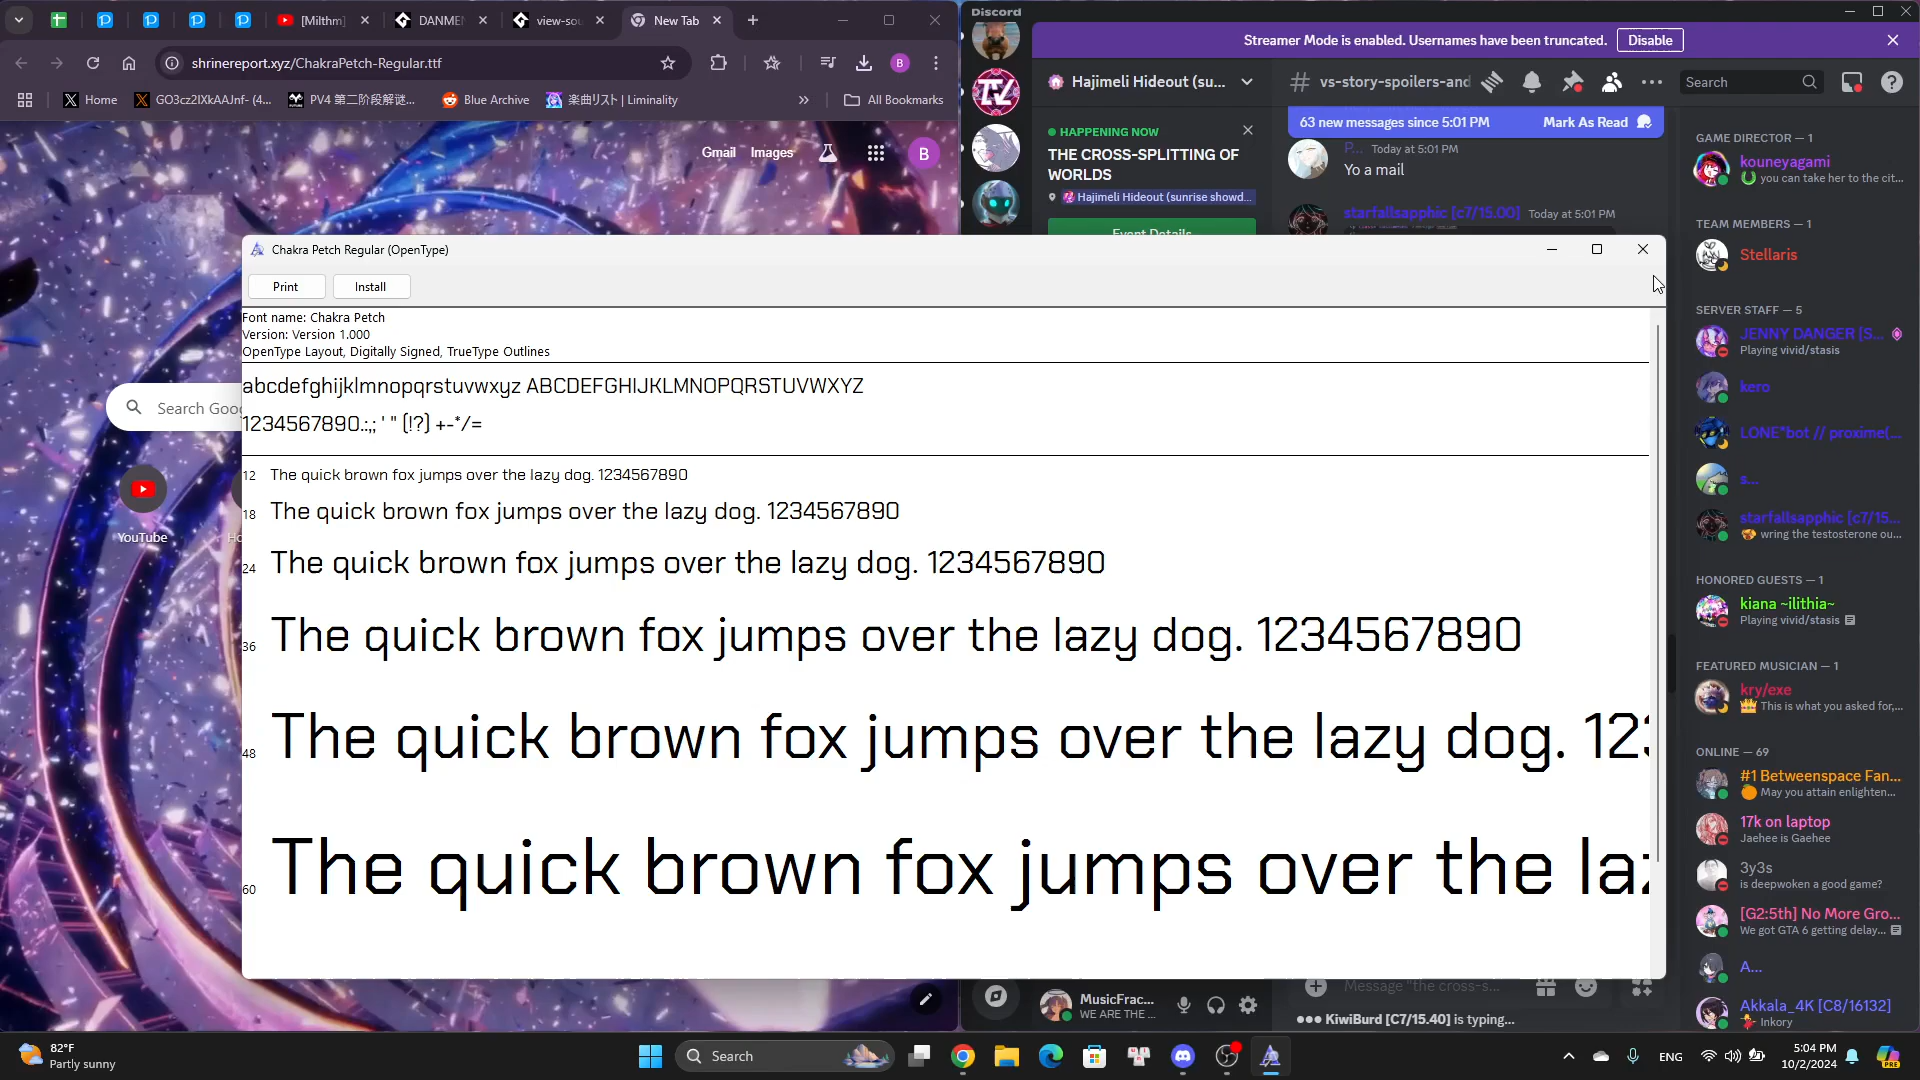 [Milthm]
DANMEN
view-sou
New Tab
shrinereport.xyz/ChakraPetch-Regular.ttf
B
Home
GO3cz2IXkAAJnf- (4...
PV4 第二阶段解谜...
Blue Archive
楽曲リスト | Liminality
All Bookmarks
Gmail
Images
B
Search Goo
YouTube
Chakra Petch Regular (OpenType)
Print
Install
Font name: Chakra Petch
Version: Version 1.000
OpenType Layout, Digitally Signed, TrueType Outlines
abcdefghijklmnopqrstuvwxyz ABCDEFGHIJKLMNOPQRSTUVWXYZ
1234567890.:,; ' " (!?) +-*/=
12 The quick brown fox jumps over the lazy dog. 1234567890
18 The quick brown fox jumps over the lazy dog. 1234567890
24 The quick brown fox jumps over the lazy dog. 1234567890
36 The quick brown fox jumps over the lazy dog. 1234567890
48 The quick brown fox jumps over the lazy dog. 123
60 The quick brown fox jumps over the laz
Discord
Streamer Mode is enabled. Usernames have been truncated.
Disable
Hajimeli Hideout (su...
# vs-story-spoilers-and
Search
HAPPENING NOW
THE CROSS-SPLITTING OF
WORLDS
Hajimeli Hideout (sunrise showd...
Event Details
63 new messages since 5:01 PM
Mark As Read
P... Today at 5:01 PM
Yo a mail
starfallsapphic [c7/15.00] Today at 5:01 PM
GAME DIRECTOR — 1
kouneyagami
you can take her to the cit...
TEAM MEMBERS — 1
Stellaris
SERVER STAFF — 5
JENNY DANGER [S...
Playing vivid/stasis
kero
LONE*bot // proxime(...
s...
starfallsapphic [c7/15...
wring the testosterone ou...
HONORED GUESTS — 1
kiana ~ilithia~
Playing vivid/stasis
FEATURED MUSICIAN — 1
kry/exe
This is what you asked for,...
ONLINE — 69
#1 Betweenspace Fan...
May you attain enlighten...
17k on laptop
Jaehee is Gaehee
3y3s
is deepwoken a good game?
[G2:5th] No More Gro...
We got GTA 6 getting delay...
A...
Akkala_4K [C8/16132]
Inkory
MusicFrac...
WE ARE THE ...
Message "the cross-s...
KiwiBurd [C7/15.40] is typing...
82°F
Partly sunny
Search
ENG
5:04 PM
10/2/2024
PRE